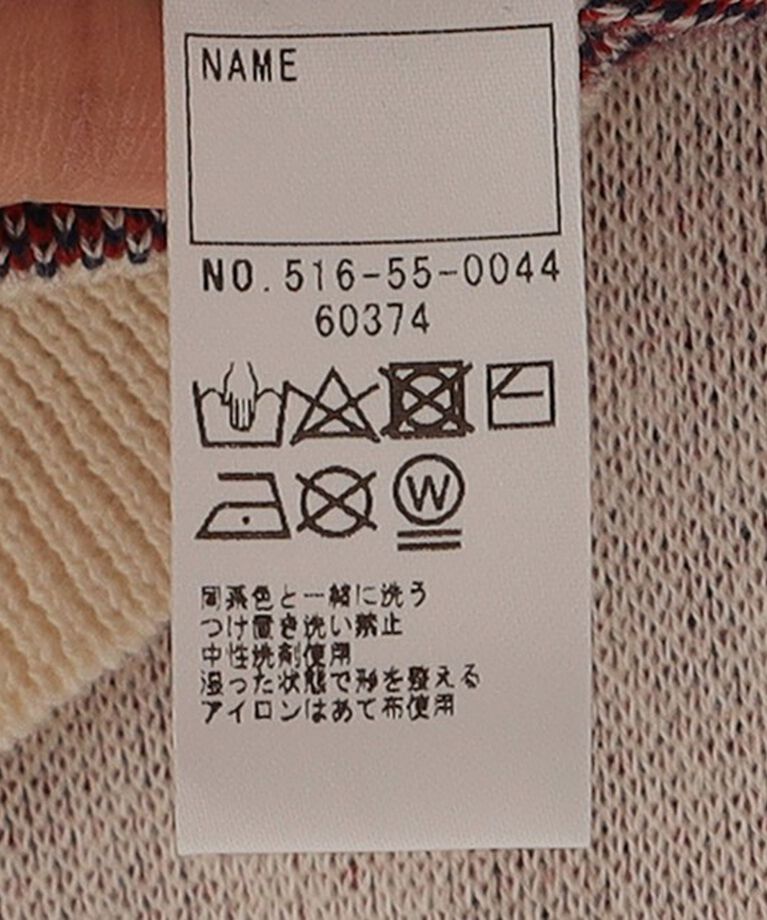 NAME
NO.516-55-0044
60374
W
同系色と一緒に洗う
つけ置き洗い禁止
中性洗剤使用
湿った状態で形を整える
アイロンはあて布使用